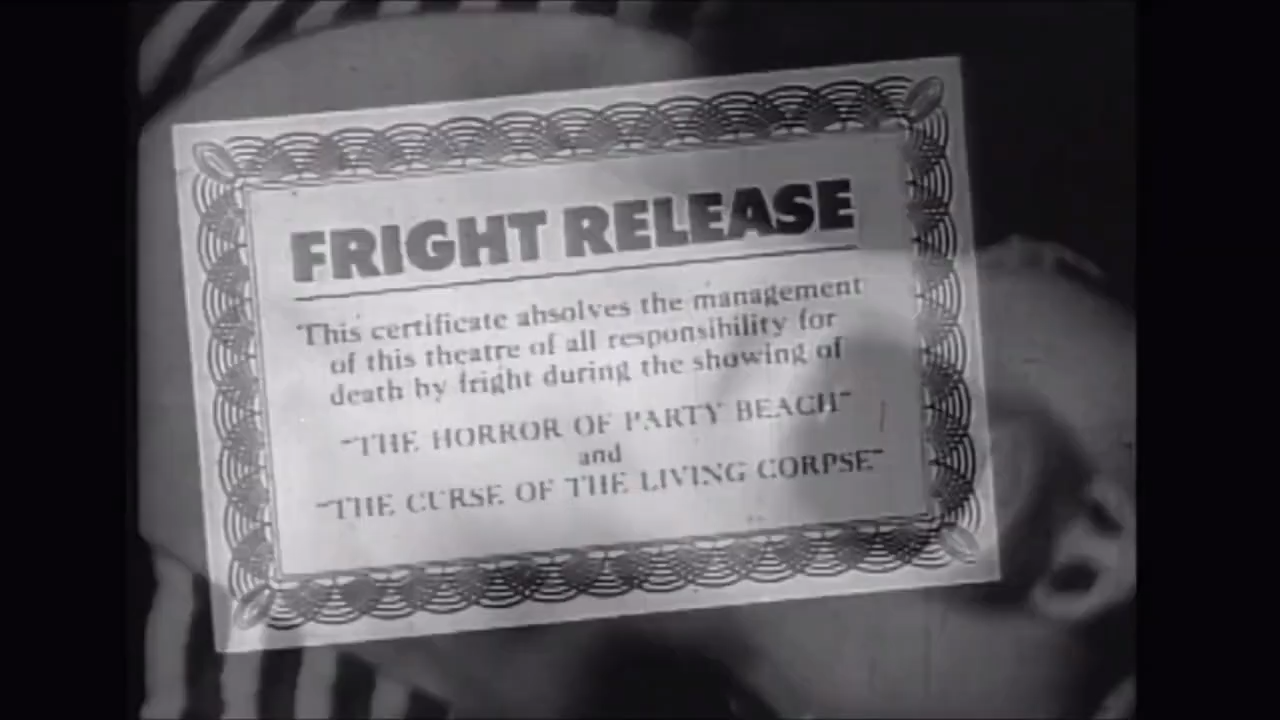 FRIGHT RELEASE
This certificate absolves the management
of this theatre of all responsibility for
death by fright during the showing of
"THE HORROR OF PARTY BEACH"
and
"THE CURSE OF THE LIVING CORPSE"